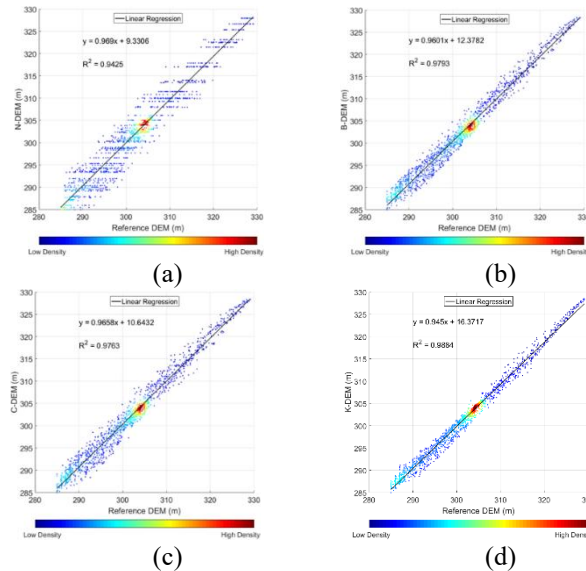 330
325
320
315
310
305
300
295
290
285
N-DEM (m)
Linear Regression
y = 0.969x + 9.3306
R² = 0.9425
280 290 300 310 320 330
Reference DEM (m)
Low Density High Density
(a)
330
325
320
315
310
305
300
295
290
285
B-DEM (m)
Linear Regression
y = 0.9601x + 12.3782
R² = 0.9793
280 290 300 310 320 330
Reference DEM (m)
Low Density High Density
(b)
330
325
320
315
310
305
300
295
290
285
C-DEM (m)
Linear Regression
y = 0.9658x + 10.6432
R² = 0.9763
280 290 300 310 320 330
Reference DEM (m)
Low Density High Density
(c)
330
325
320
315
310
305
300
295
290
285
K-DEM (m)
Linear Regression
y = 0.945x + 16.3717
R² = 0.9864
280 290 300 310 320 330
Reference DEM (m)
Low Density High Density
(d)